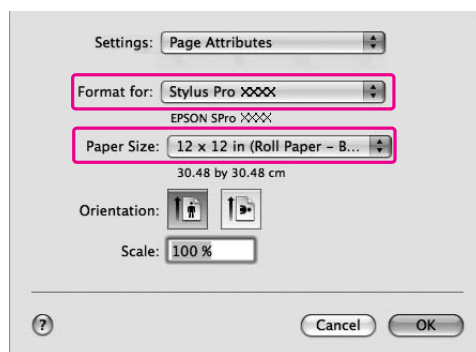 Settings: Page Attributes
Format for: Stylus Pro XXXX
EPSON SPro XXXX
Paper Size: 12 x 12 in (Roll Paper – B...
30.48 by 30.48 cm
Orientation:
Scale: 100 %
? Cancel OK